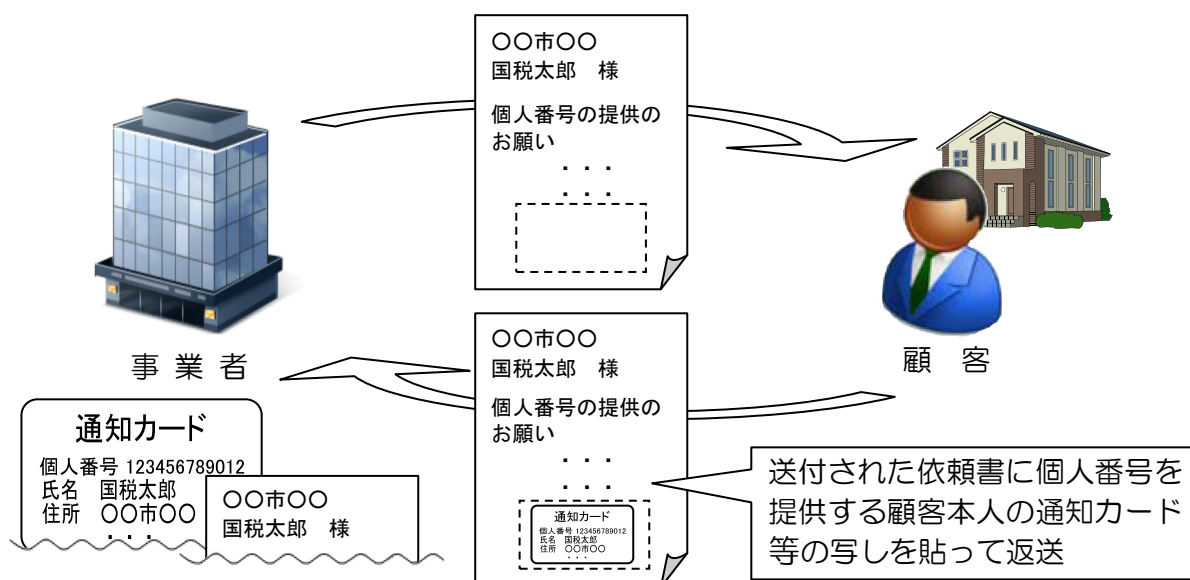 〇〇市〇〇
国税太郎　様
個人番号の提供の
お願い
・・・
・・・
事 業 者
顧　客
〇〇市〇〇
国税太郎　様
個人番号の提供の
お願い
・・・
・・・
通知カード
個人番号 123456789012
氏名　国税太郎
住所　〇〇市〇〇
・・・
通知カード
個人番号 123456789012
氏名　国税太郎
住所　〇〇市〇〇
・・・
〇〇市〇〇
国税太郎　様
送付された依頼書に個人番号を
提供する顧客本人の通知カード
等の写しを貼って返送